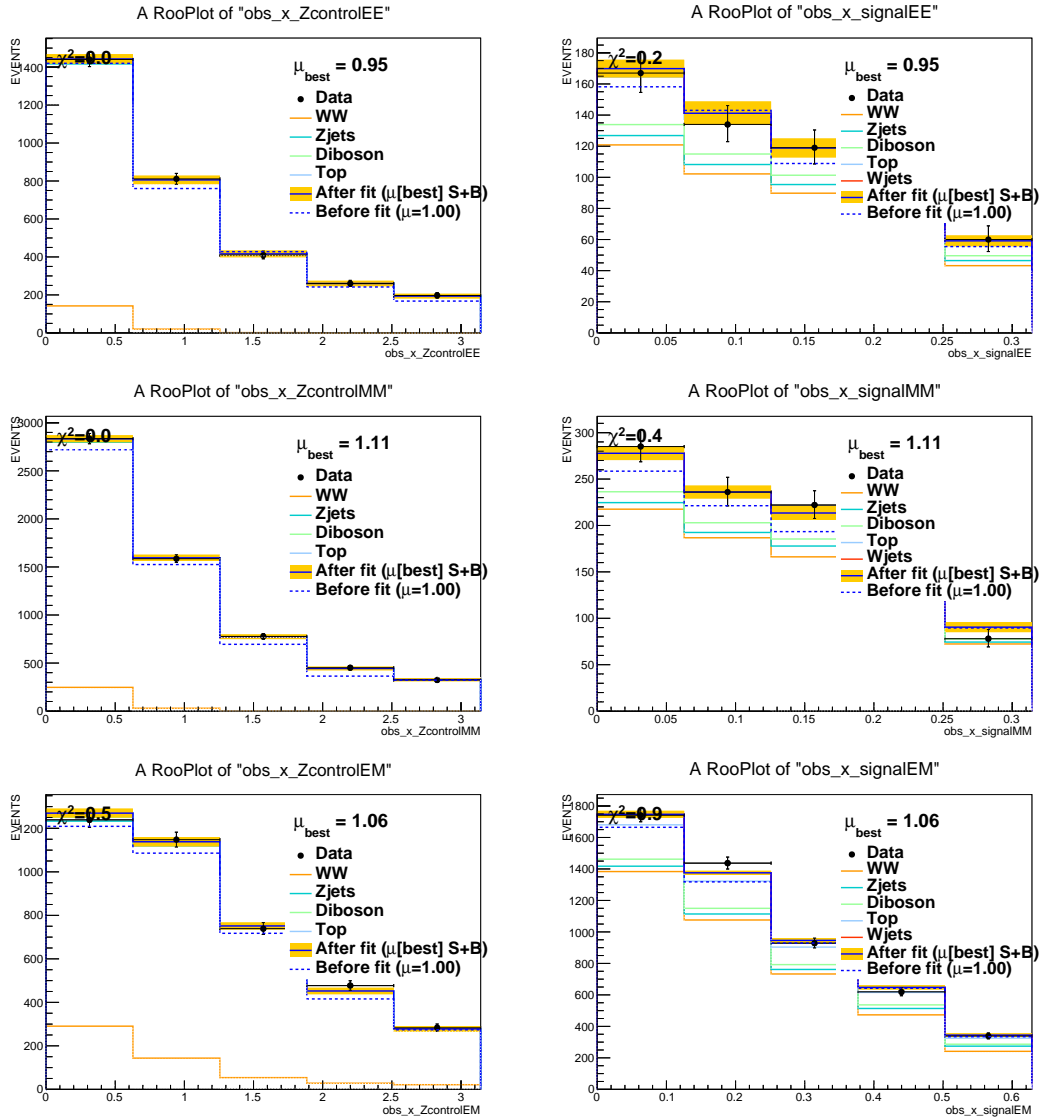 A RooPlot of "obs_x_ZcontrolEE"
EVENTS
χ²=0.0
μbest = 0.95
Data
WW
Zjets
Diboson
Top
After fit (μ[best] S+B)
Before fit (μ=1.00)
1400
1200
1000
800
600
400
200
0
0 0.5 1 1.5 2 2.5 3
obs_x_ZcontrolEE
A RooPlot of "obs_x_signalEE"
EVENTS
χ²=0.2
μbest = 0.95
Data
WW
Zjets
Diboson
Top
Wjets
After fit (μ[best] S+B)
Before fit (μ=1.00)
180
160
140
120
100
80
60
40
20
0
0 0.05 0.1 0.15 0.2 0.25 0.3
obs_x_signalEE
A RooPlot of "obs_x_ZcontrolMM"
EVENTS
χ²=0.0
μbest = 1.11
Data
WW
Zjets
Diboson
Top
After fit (μ[best] S+B)
Before fit (μ=1.00)
3000
2500
2000
1500
1000
500
0
0 0.5 1 1.5 2 2.5 3
obs_x_ZcontrolMM
A RooPlot of "obs_x_signalMM"
EVENTS
χ²=0.4
μbest = 1.11
Data
WW
Zjets
Diboson
Top
Wjets
After fit (μ[best] S+B)
Before fit (μ=1.00)
300
250
200
150
100
50
0
0 0.05 0.1 0.15 0.2 0.25 0.3
obs_x_signalMM
A RooPlot of "obs_x_ZcontrolEM"
EVENTS
χ²=0.5
μbest = 1.06
Data
WW
Zjets
Diboson
Top
After fit (μ[best] S+B)
Before fit (μ=1.00)
1200
1000
800
600
400
200
0
0 0.5 1 1.5 2 2.5 3
obs_x_ZcontrolEM
A RooPlot of "obs_x_signalEM"
EVENTS
χ²=0.9
μbest = 1.06
Data
WW
Zjets
Diboson
Top
Wjets
After fit (μ[best] S+B)
Before fit (μ=1.00)
1800
1600
1400
1200
1000
800
600
400
200
0
0 0.1 0.2 0.3 0.4 0.5 0.6
obs_x_signalEM